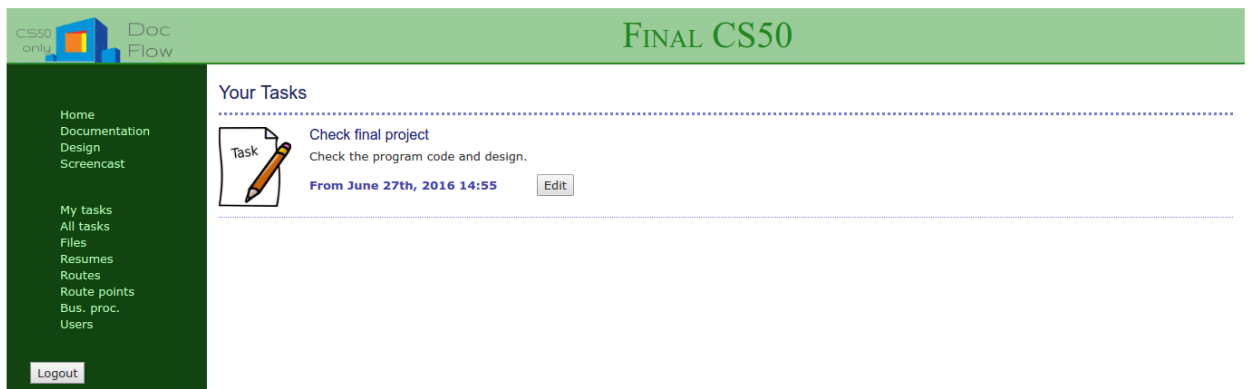 CS50 only
Doc Flow
Final CS50
Home
Documentation
Design
Screencast
My tasks
All tasks
Files
Resumes
Routes
Route points
Bus. proc.
Users
Logout
Your Tasks
Task
Check final project
Check the program code and design.
From June 27th, 2016 14:55
Edit